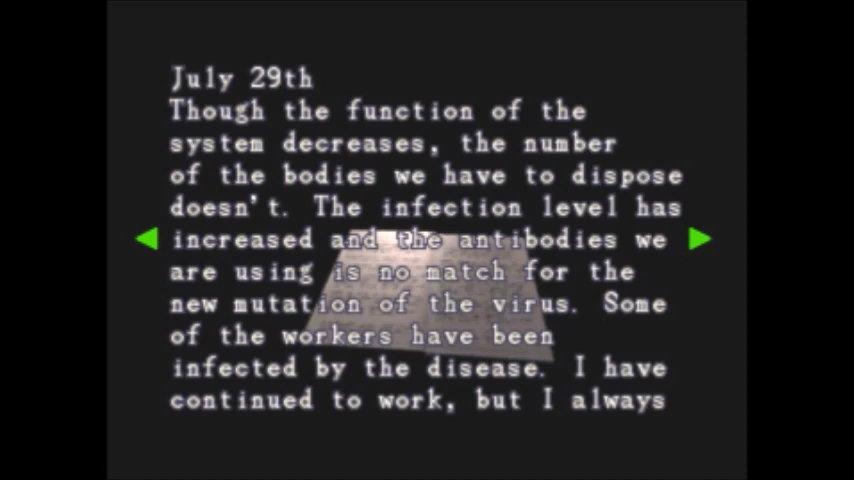 July 29th
Though the function of the
system decreases, the number
of the bodies we have to dispose
doesn't. The infection level has
increased and the antibodies we
are using is no match for the
new mutation of the virus. Some
of the workers have been
infected by the disease. I have
continued to work, but I always